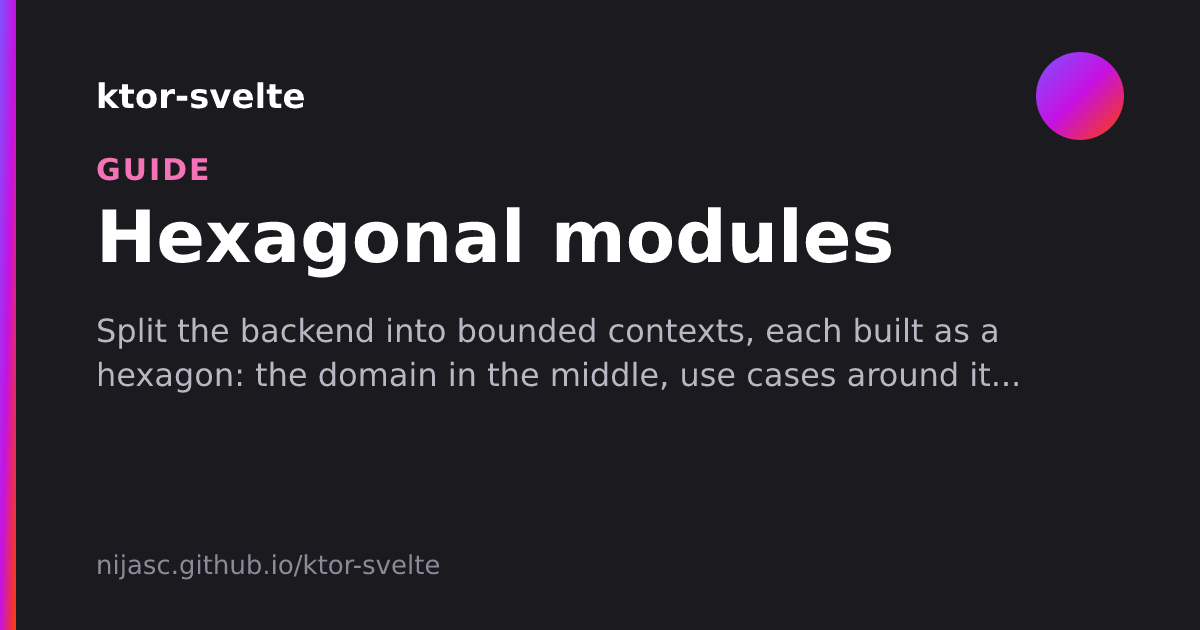 ktor-svelte
GUIDE
Hexagonal modules
Split the backend into bounded contexts, each built as a
hexagon: the domain in the middle, use cases around it...
nijasc.github.io/ktor-svelte